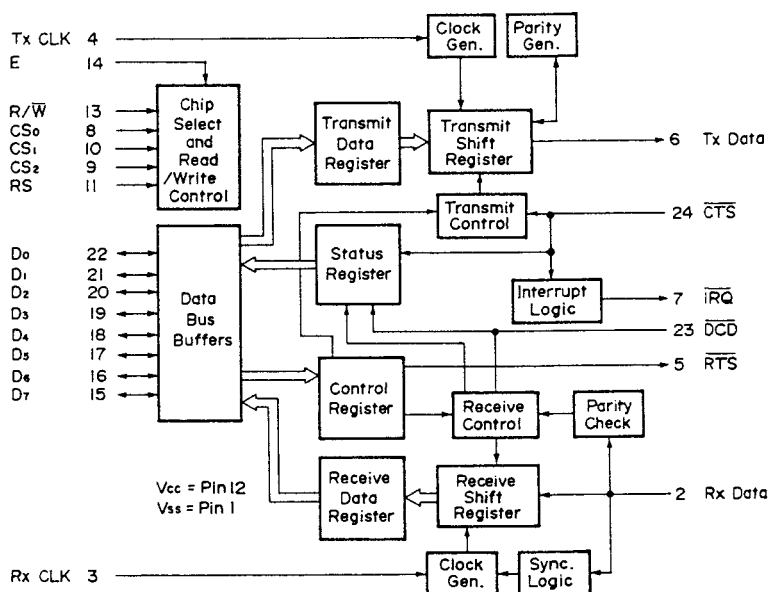 Tx CLK 4
Clock
Gen.
Parity
Gen.
E 14
R/W̅ 13
CS₀ 8
CS₁ 10
CS₂ 9
RS 11
Chip
Select
and
Read
/Write
Control
Transmit
Data
Register
Transmit
Shift
Register
6 Tx Data
Transmit
Control
24 C̅T̅S̅
D₀ 22
D₁ 21
D₂ 20
D₃ 19
D₄ 18
D₅ 17
D₆ 16
D₇ 15
Data
Bus
Buffers
Status
Register
Interrupt
Logic
7 i̅R̅Q̅
23 D̅C̅D̅
5 R̅T̅S̅
Control
Register
Receive
Control
Parity
Check
Vcc = Pin 12
Vss = Pin 1
Receive
Data
Register
Receive
Shift
Register
2 Rx Data
Rx CLK 3
Clock
Gen.
Sync.
Logic